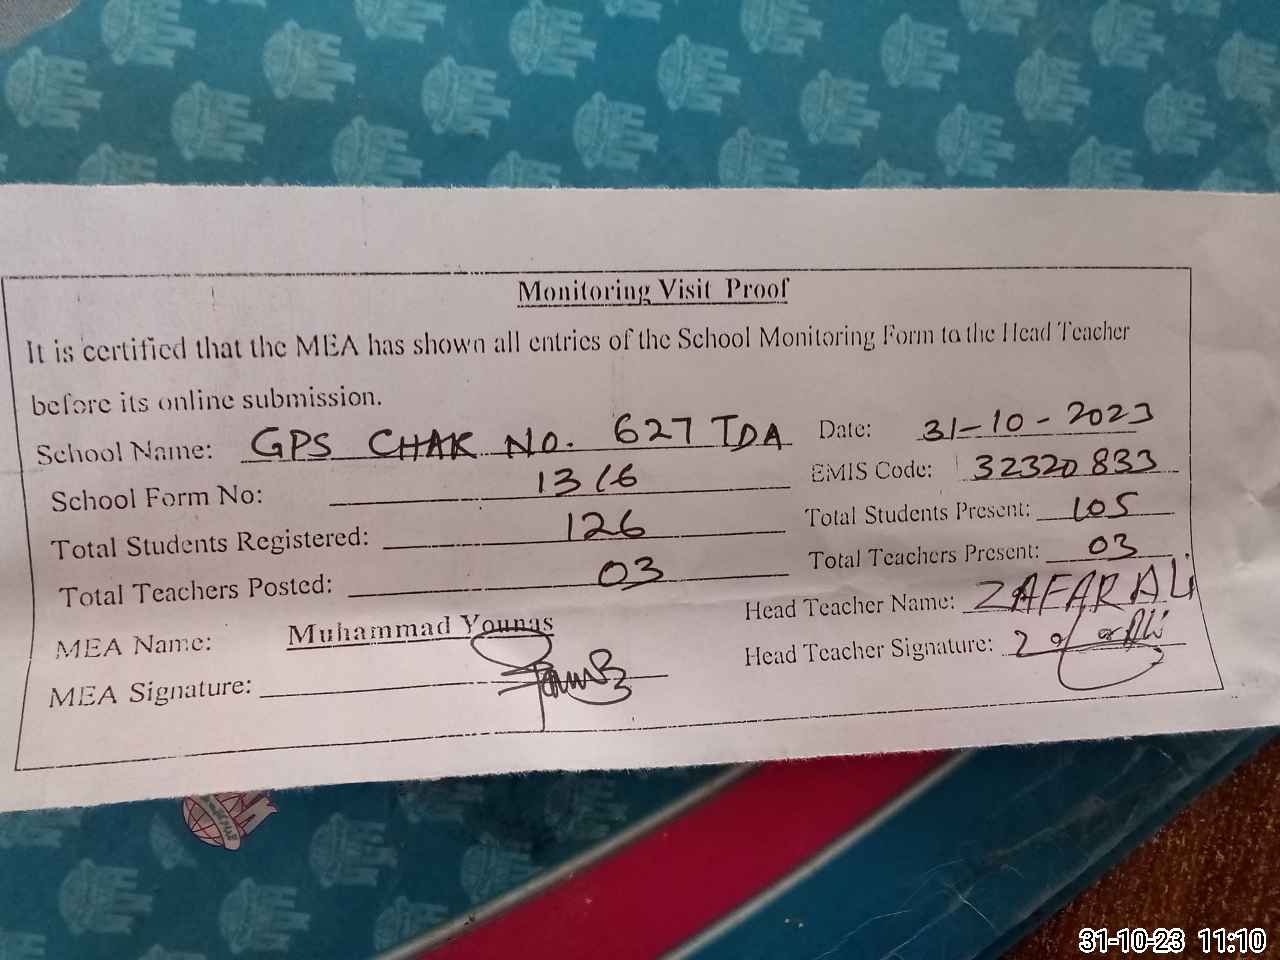 Monitoring Visit Proof
It is certified that the MEA has shown all entries of the School Monitoring Form to the Head Teacher
before its online submission.
School Name: GPS CHAK NO. 627 TDA Date: 31-10-2023
School Form No: 1316 EMIS Code: 32320833
Total Students Registered: 126 Total Students Present: 105
Total Teachers Posted: 03 Total Teachers Present: 03
MEA Name: Muhammad Younas Head Teacher Name: ZAFAR ALI
MEA Signature: Head Teacher Signature:
31-10-23 11:10